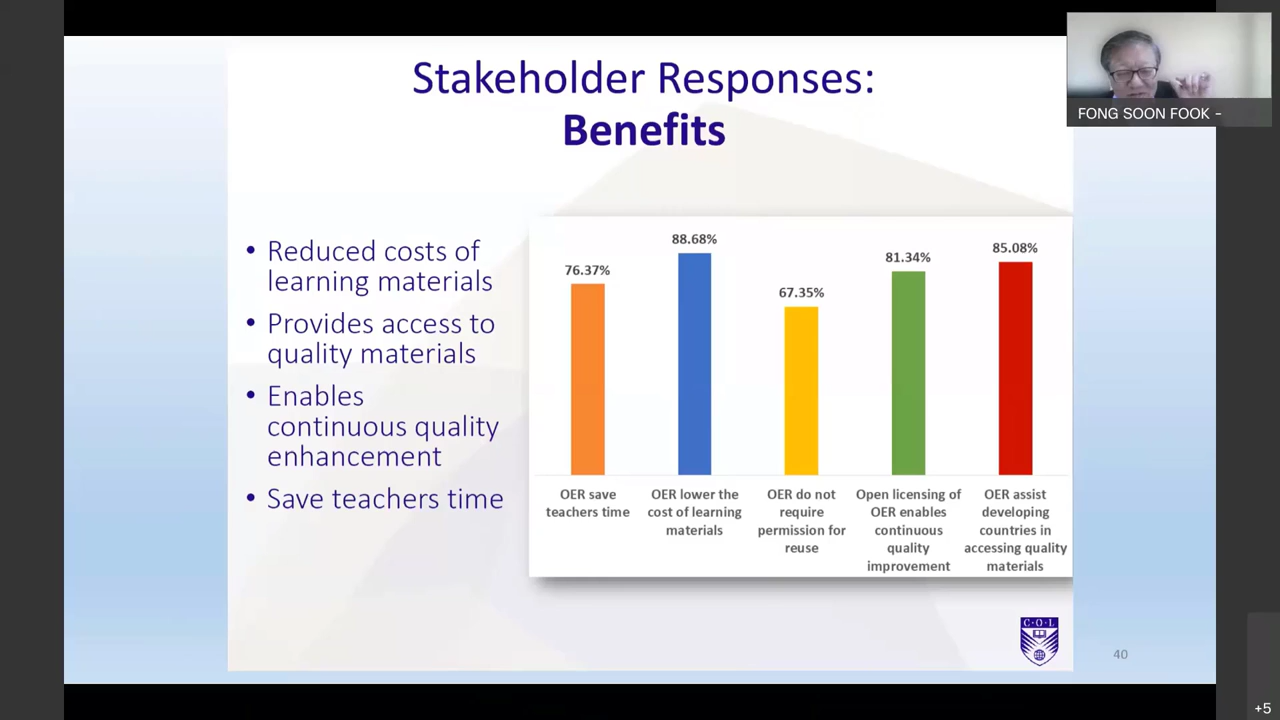 Stakeholder Responses:
Benefits
FONG SOON FOOK -
• Reduced costs of
learning materials
• Provides access to
quality materials
• Enables
continuous quality
enhancement
• Save teachers time
76.37%
88.68%
67.35%
81.34%
85.08%
OER save
teachers time
OER lower the
cost of learning
materials
OER do not
require
permission for
reuse
Open licensing of
OER enables
continuous
quality
improvement
OER assist
developing
countries in
accessing quality
materials
C·O·L
40
+5